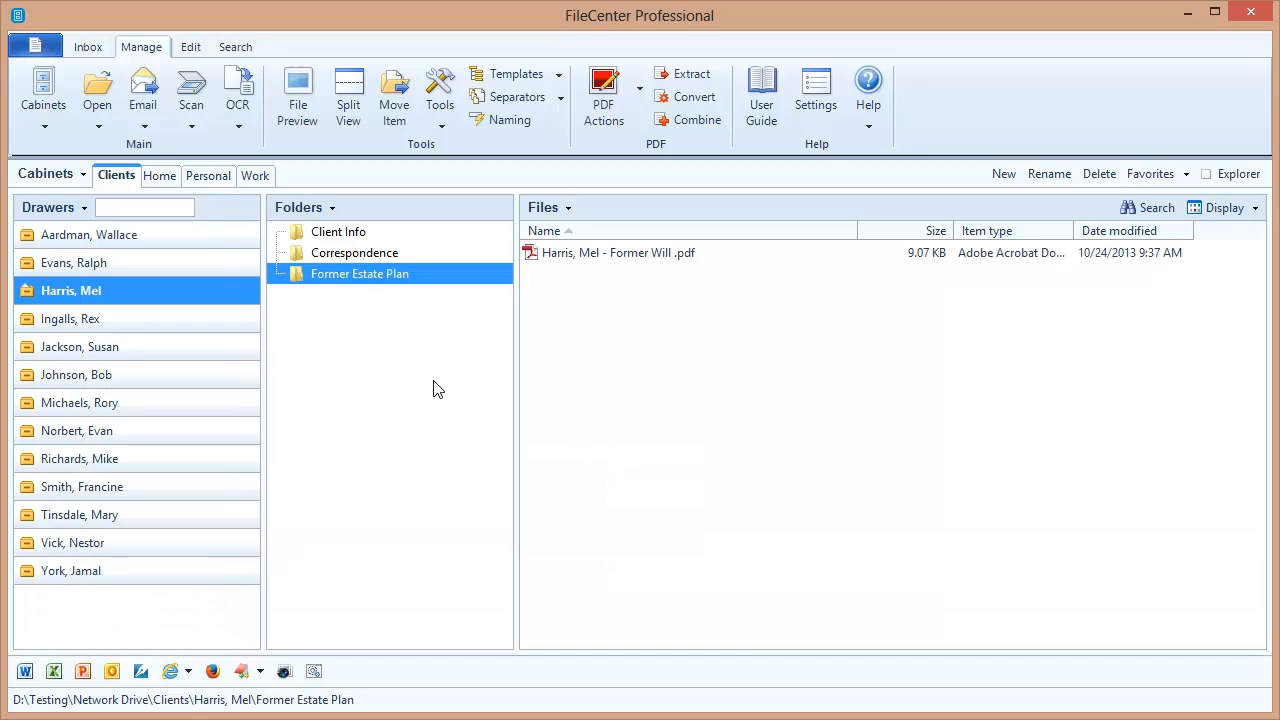 FileCenter Professional
Inbox Manage Edit Search
Cabinets Open Email Scan OCR
Main
File Preview Split View Move Item Tools
Templates
Separators
Naming
Tools
PDF Actions
Extract
Convert
Combine
PDF
User Guide Settings Help
Help
Cabinets Clients Home Personal Work New Rename Delete Favorites Explorer
Drawers
Aardman, Wallace
Evans, Ralph
Harris, Mel
Ingalls, Rex
Jackson, Susan
Johnson, Bob
Michaels, Rory
Norbert, Evan
Richards, Mike
Smith, Francine
Tinsdale, Mary
Vick, Nestor
York, Jamal
Folders
Client Info
Correspondence
Former Estate Plan
Files Search Display
Name Size Item type Date modified
Harris, Mel - Former Will .pdf 9.07 KB Adobe Acrobat Do... 10/24/2013 9:37 AM
D:\Testing\Network Drive\Clients\Harris, Mel\Former Estate Plan